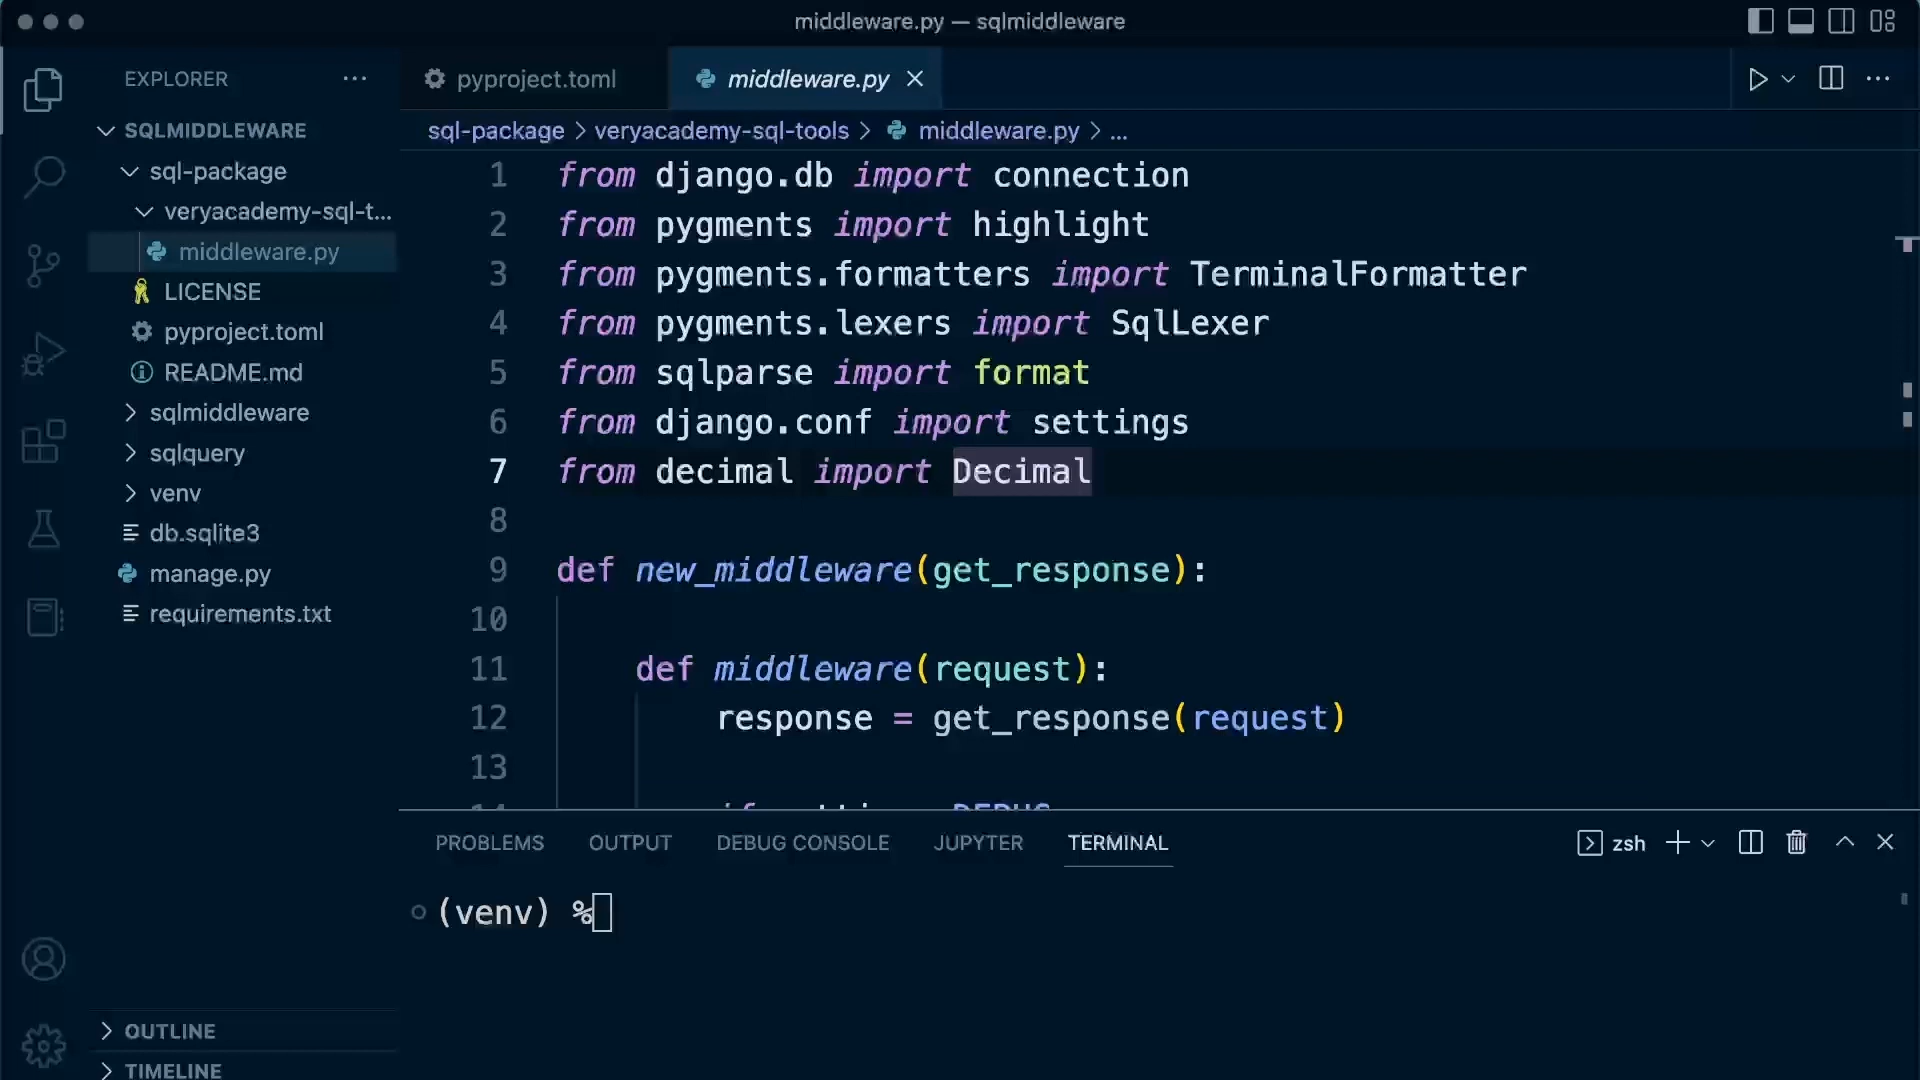 middleware.py — sqlmiddleware
EXPLORER
SQLMIDDLEWARE
sql-package
veryacademy-sql-t...
middleware.py
LICENSE
pyproject.toml
README.md
sqlmiddleware
sqlquery
venv
db.sqlite3
manage.py
requirements.txt
OUTLINE
TIMELINE
pyproject.toml
middleware.py
sql-package > veryacademy-sql-tools > middleware.py > ...
1 from django.db import connection
2 from pygments import highlight
3 from pygments.formatters import TerminalFormatter
4 from pygments.lexers import SqlLexer
5 from sqlparse import format
6 from django.conf import settings
7 from decimal import Decimal
8
9 def new_middleware(get_response):
10
11 def middleware(request):
12 response = get_response(request)
13
PROBLEMS OUTPUT DEBUG CONSOLE JUPYTER TERMINAL
zsh
(venv) %